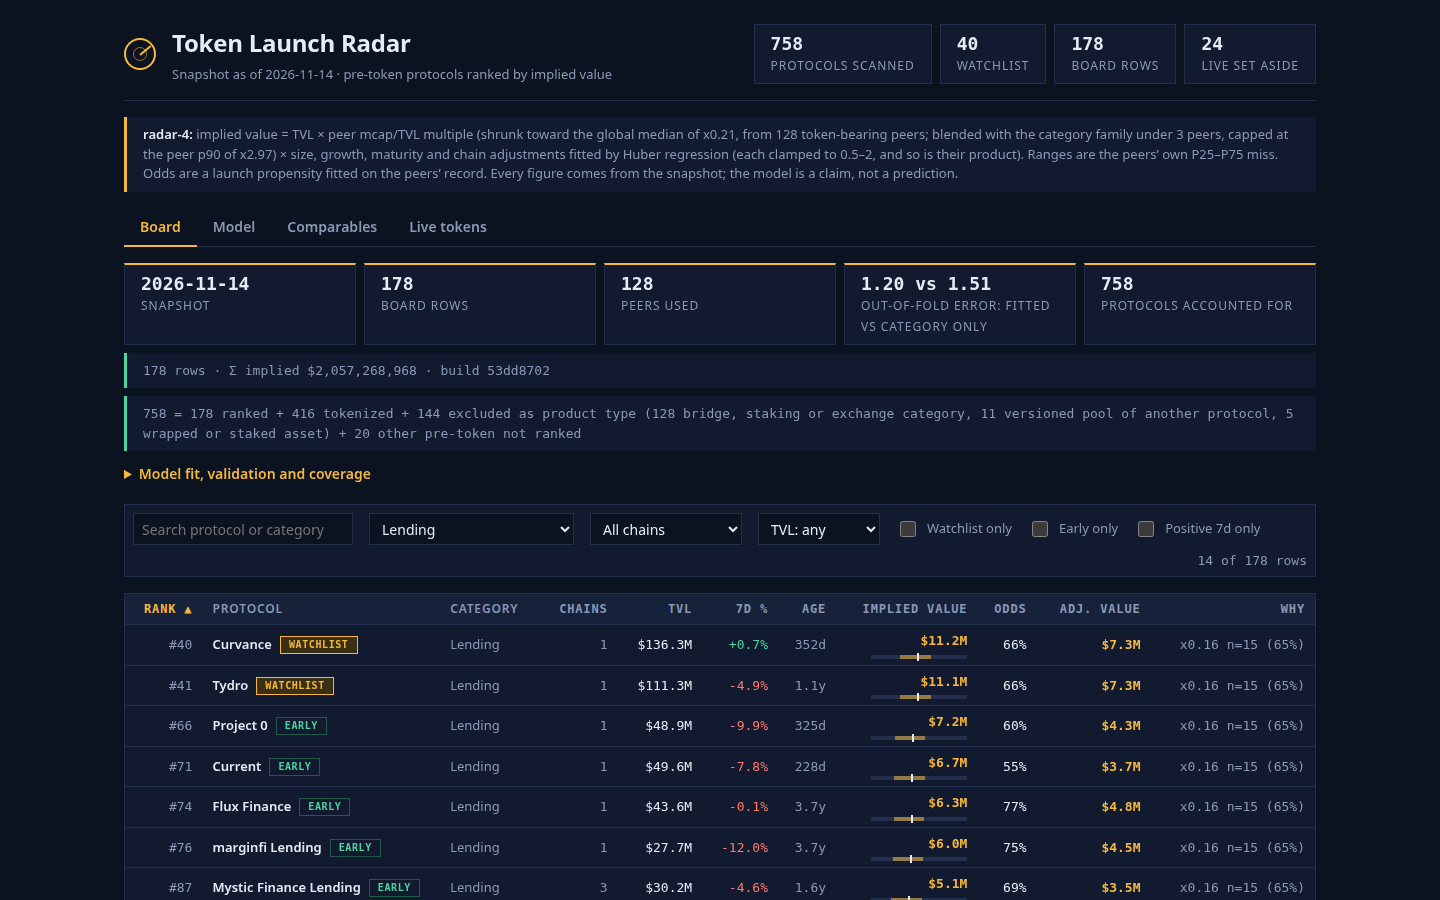 Token Launch Radar
Snapshot as of 2026-11-14 · pre-token protocols ranked by implied value
758
PROTOCOLS SCANNED
40
WATCHLIST
178
BOARD ROWS
24
LIVE SET ASIDE
radar-4: implied value = TVL × peer mcap/TVL multiple (shrunk toward the global median of x0.21, from 128 token-bearing peers; blended with the category family under 3 peers, capped at
the peer p90 of x2.97) × size, growth, maturity and chain adjustments fitted by Huber regression (each clamped to 0.5–2, and so is their product). Ranges are the peers’ own P25–P75 miss.
Odds are a launch propensity fitted on the peers’ record. Every figure comes from the snapshot; the model is a claim, not a prediction.
Board Model Comparables Live tokens
2026-11-14
SNAPSHOT
178
BOARD ROWS
128
PEERS USED
1.20 vs 1.51
OUT-OF-FOLD ERROR: FITTED
VS CATEGORY ONLY
758
PROTOCOLS ACCOUNTED FOR
178 rows · Σ implied $2,057,268,968 · build 53dd8702
758 = 178 ranked + 416 tokenized + 144 excluded as product type (128 bridge, staking or exchange category, 11 versioned pool of another protocol, 5
wrapped or staked asset) + 20 other pre-token not ranked
▶ Model fit, validation and coverage
Search protocol or category Lending All chains TVL: any Watchlist only Early only Positive 7d only
14 of 178 rows
RANK ▲ PROTOCOL CATEGORY CHAINS TVL 7D % AGE IMPLIED VALUE ODDS ADJ. VALUE WHY
#40 Curvance WATCHLIST Lending 1 $136.3M +0.7% 352d $11.2M 66% $7.3M x0.16 n=15 (65%)
#41 Tydro WATCHLIST Lending 1 $111.3M -4.9% 1.1y $11.1M 66% $7.3M x0.16 n=15 (65%)
#66 Project 0 EARLY Lending 1 $48.9M -9.9% 325d $7.2M 60% $4.3M x0.16 n=15 (65%)
#71 Current EARLY Lending 1 $49.6M -7.8% 228d $6.7M 55% $3.7M x0.16 n=15 (65%)
#74 Flux Finance EARLY Lending 1 $43.6M -0.1% 3.7y $6.3M 77% $4.8M x0.16 n=15 (65%)
#76 marginfi Lending EARLY Lending 1 $27.7M -12.0% 3.7y $6.0M 75% $4.5M x0.16 n=15 (65%)
#87 Mystic Finance Lending EARLY Lending 3 $30.2M -4.6% 1.6y $5.1M 69% $3.5M x0.16 n=15 (65%)